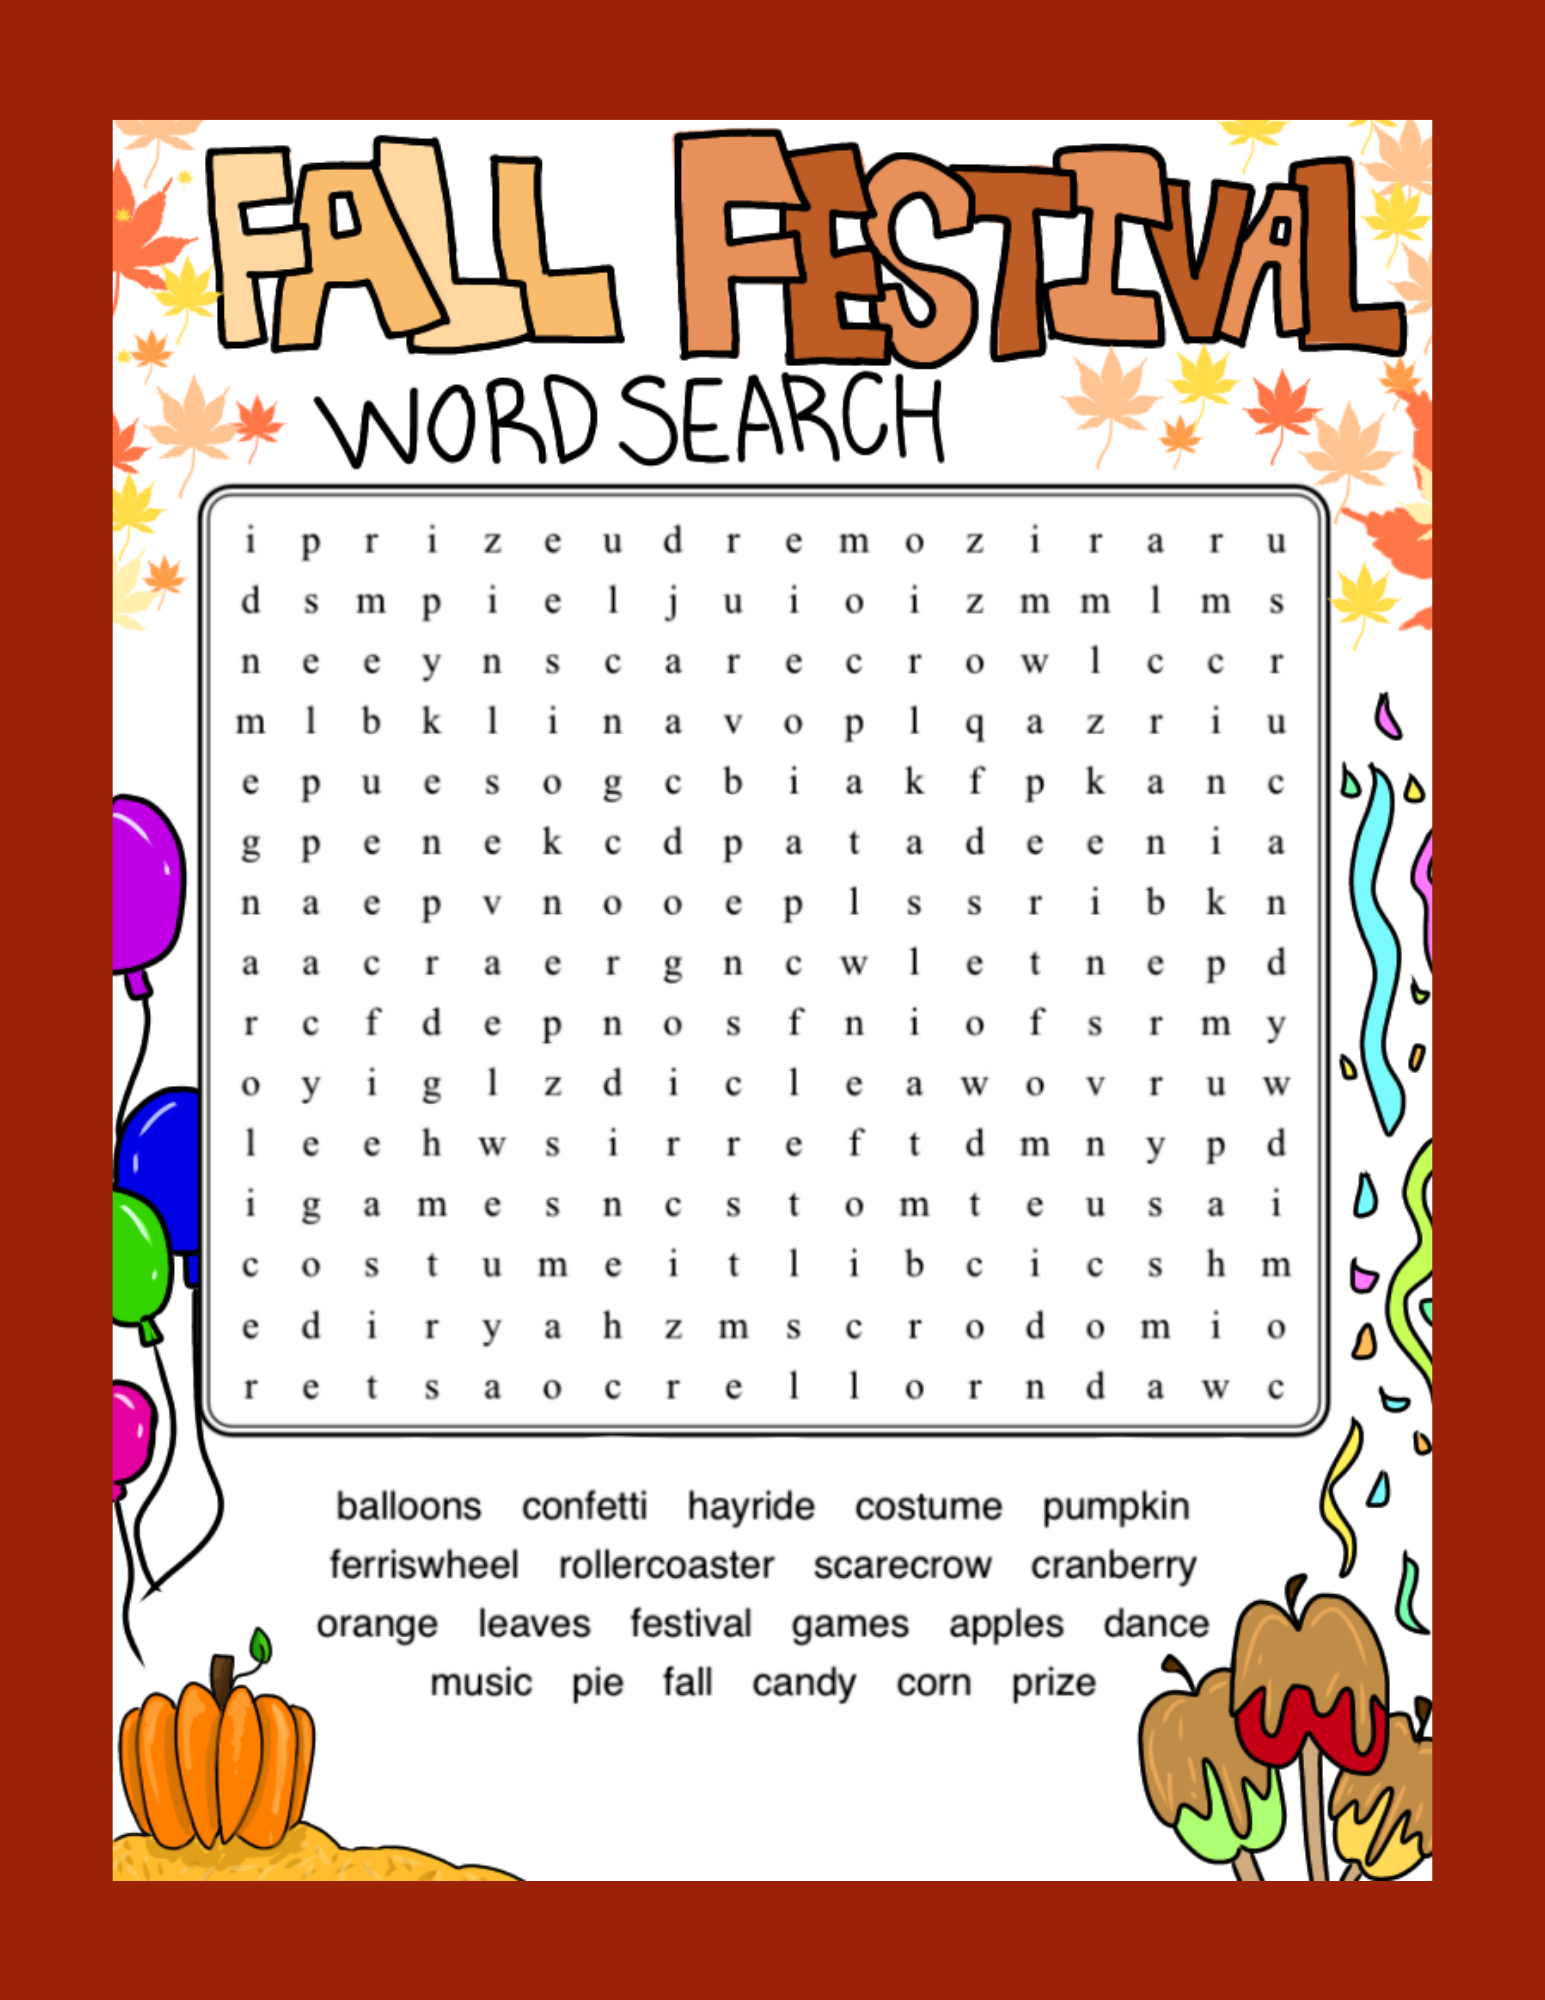 FALL FESTIVAL
WORD SEARCH
i p r i z e u d r e m o z i r a r u
d s m p i e l j u i o i z m m l m s
n e e y n s c a r e c r o w l c c r
m l b k l i n a v o p l q a z r i u
e p u e s o g c b i a k f p k a n c
g p e n e k c d p a t a d e e n i a
n a e p v n o o e p l s s r i b k n
a a c r a e r g n c w l e t n e p d
r c f d e p n o s f n i o f s r m y
o y i g l z d i c l e a w o v r u w
l e e h w s i r r e f t d m n y p d
i g a m e s n c s t o m t e u s a i
c o s t u m e i t l i b c i c s h m
e d i r y a h z m s c r o d o m i o
r e t s a o c r e l l o r n d a w c
balloons confetti hayride costume pumpkin
ferriswheel rollercoaster scarecrow cranberry
orange leaves festival games apples dance
music pie fall candy corn prize